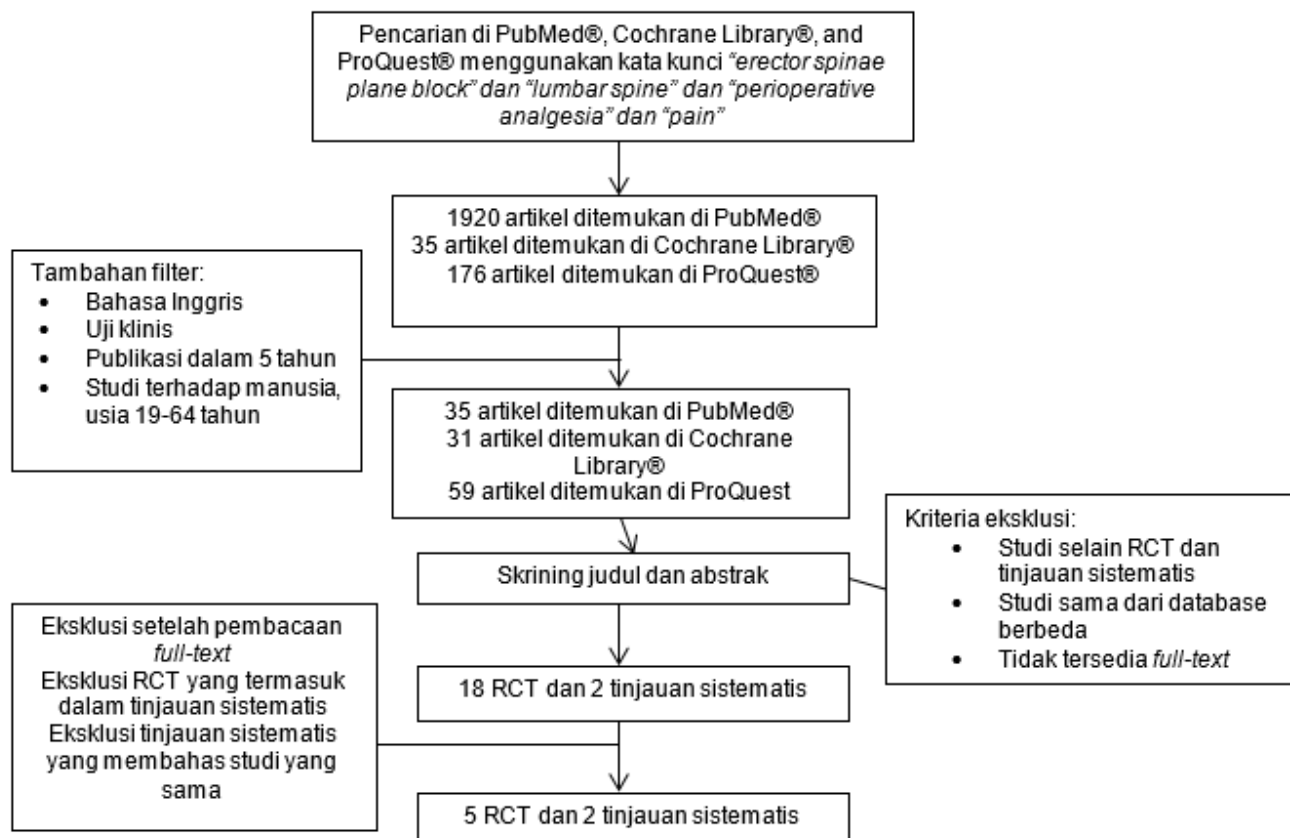 Pencarian di PubMed®, Cochrane Library®, and
ProQuest® menggunakan kata kunci “erector spinae
plane block” dan “lumbar spine” dan “perioperative
analgesia” dan “pain”
1920 artikel ditemukan di PubMed®
35 artikel ditemukan di Cochrane Library®
176 artikel ditemukan di ProQuest®
Tambahan filter:
• Bahasa Inggris
• Uji klinis
• Publikasi dalam 5 tahun
• Studi terhadap manusia,
usia 19-64 tahun
35 artikel ditemukan di PubMed®
31 artikel ditemukan di Cochrane
Library®
59 artikel ditemukan di ProQuest
Kriteria eksklusi:
• Studi selain RCT dan
tinjauan sistematis
• Studi sama dari database
berbeda
• Tidak tersedia full-text
Skrining judul dan abstrak
Eksklusi setelah pembacaan
full-text
Eksklusi RCT yang termasuk
dalam tinjauan sistematis
Eksklusi tinjauan sistematis
yang membahas studi yang
sama
18 RCT dan 2 tinjauan sistematis
5 RCT dan 2 tinjauan sistematis